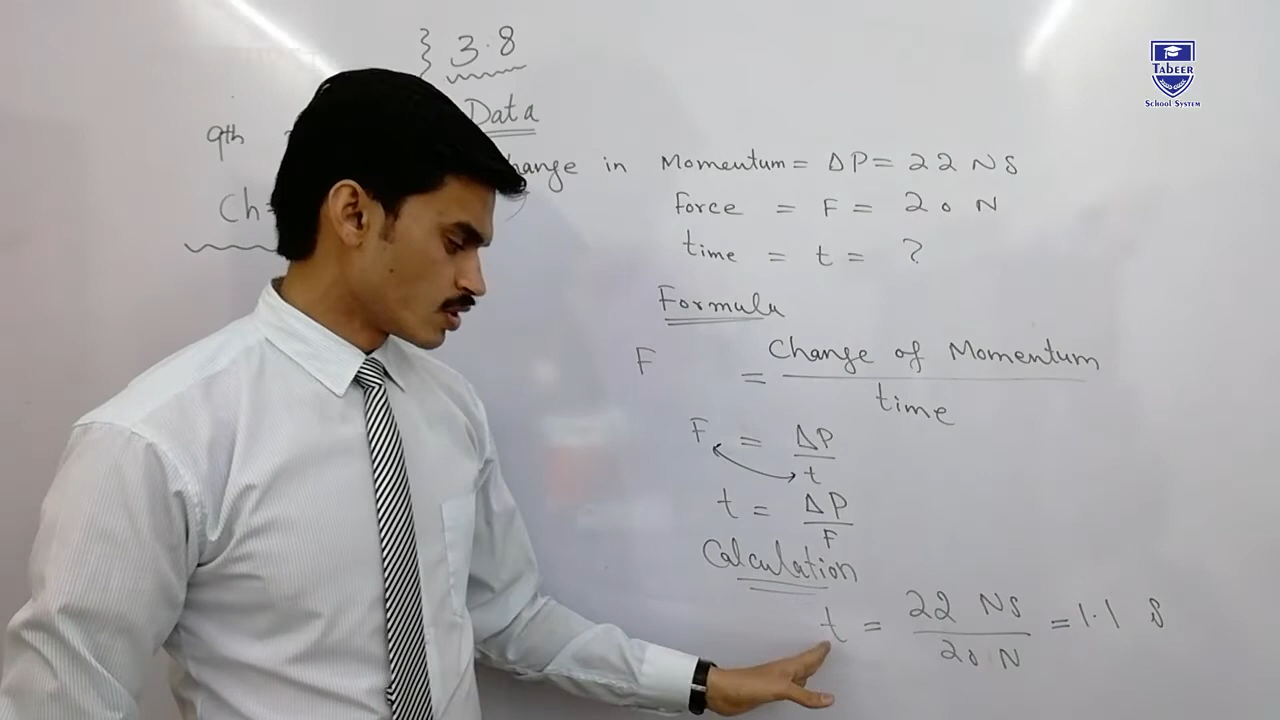 } 3.8
Data
9th
Change in Momentum = ΔP = 22 NS
Ch-
force = F = 20 N
time = t = ?
Formula
F = Change of Momentum / time
F = ΔP / t
t = ΔP / F
Calculation
t = 22 NS / 20 N = 1.1 S
TABEER
SCHOOL SYSTEM